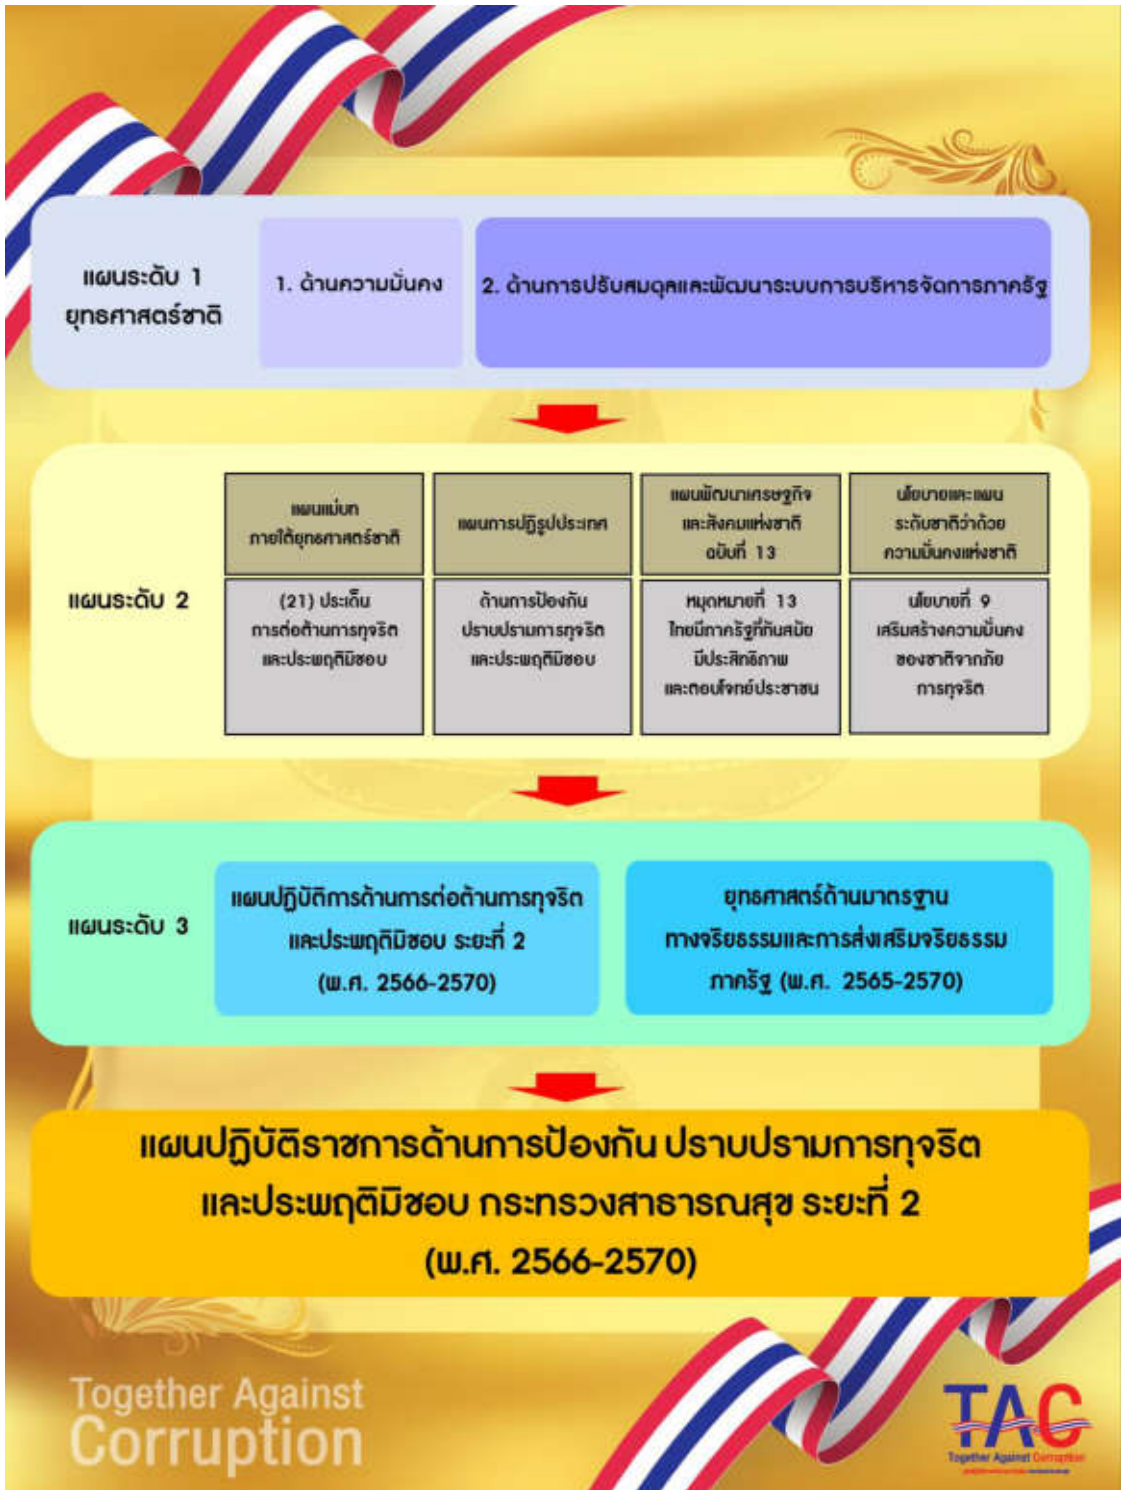 แผนระดับ 1
ยุทธศาสตร์ชาติ
1. ด้านความมั่นคง
2. ด้านการปรับสมดุลและพัฒนาระบบการบริหารจัดการภาครัฐ
แผนระดับ 2
แผนแม่บท
ภายใต้ยุทธศาสตร์ชาติ
แผนการปฏิรูปประเทศ
แผนพัฒนาเศรษฐกิจ
และสังคมแห่งชาติ
ฉบับที่ 13
นโยบายและแผน
ระดับชาติว่าด้วย
ความมั่นคงแห่งชาติ
(21) ประเด็น
การต่อต้านการทุจริต
และประพฤติมิชอบ
ด้านการป้องกัน
ปราบปรามการทุจริต
และประพฤติมิชอบ
หมุดหมายที่ 13
ไทยมีภาครัฐที่ทันสมัย
มีประสิทธิภาพ
และตอบโจทย์ประชาชน
นโยบายที่ 9
เสริมสร้างความมั่นคง
ของชาติจากภัย
การทุจริต
แผนระดับ 3
แผนปฏิบัติการด้านการต่อต้านการทุจริต
และประพฤติมิชอบ ระยะที่ 2
(พ.ศ. 2566-2570)
ยุทธศาสตร์ด้านมาตรฐาน
ทางจริยธรรมและการส่งเสริมจริยธรรม
ภาครัฐ (พ.ศ. 2565-2570)
แผนปฏิบัติราชการด้านการป้องกัน ปราบปรามการทุจริต
และประพฤติมิชอบ กระทรวงสาธารณสุข ระยะที่ 2
(พ.ศ. 2566-2570)
Together Against
Corruption
TAC
Together Against Corruption